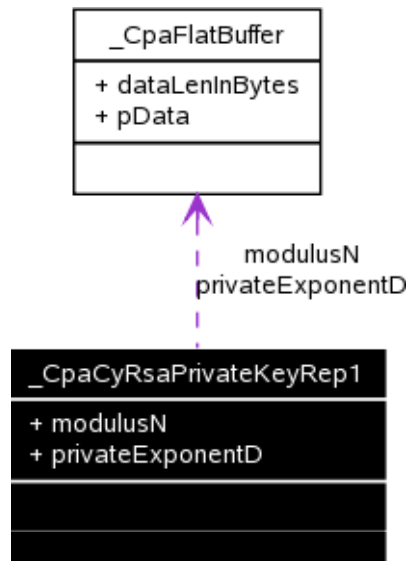 _CpaFlatBuffer
+ dataLenInBytes
+ pData
modulusN
privateExponentD
_CpaCyRsaPrivateKeyRep1
+ modulusN
+ privateExponentD